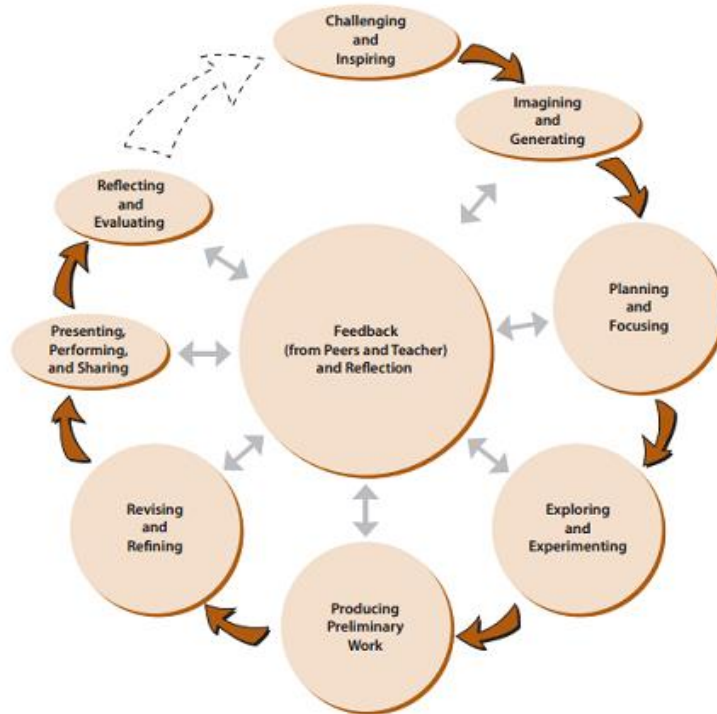 Challenging
and
Inspiring
Imagining
and
Generating
Planning
and
Focusing
Exploring
and
Experimenting
Producing
Preliminary
Work
Revising
and
Refining
Presenting,
Performing,
and Sharing
Reflecting
and
Evaluating
Feedback
(from Peers and Teacher)
and Reflection